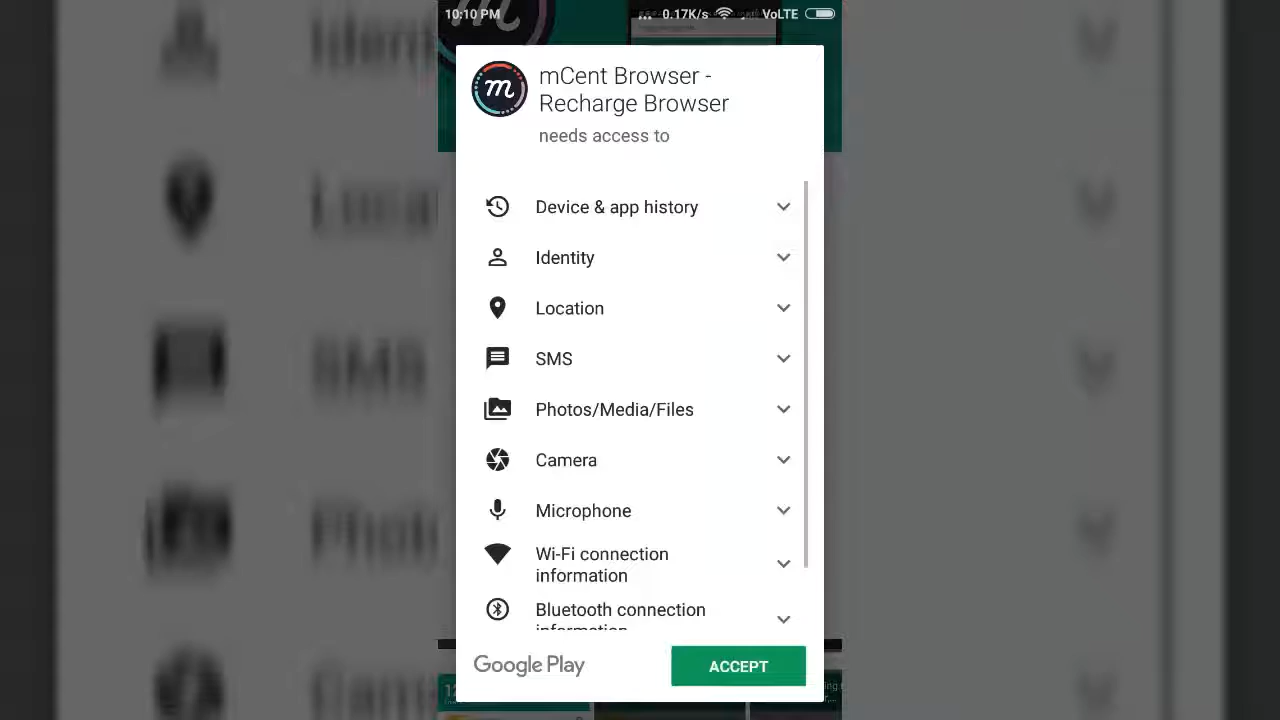 10:10 PM
... 0.17K/s VoLTE
m
mCent Browser -
Recharge Browser
needs access to
Device & app history
Identity
Location
SMS
Photos/Media/Files
Camera
Microphone
Wi-Fi connection
information
Bluetooth connection
information
Google Play
ACCEPT